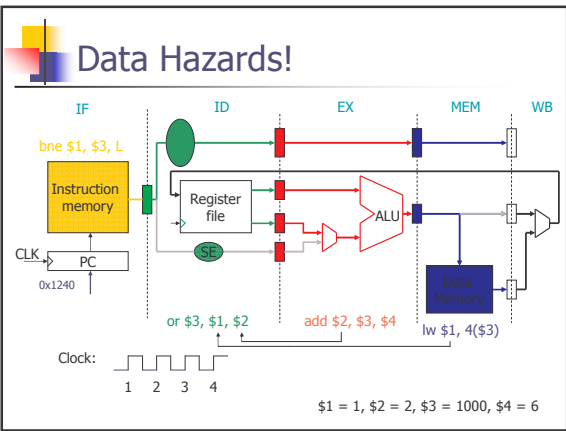 Data Hazards!
IF ID EX MEM WB
bne $1, $3, L
Instruction
memory
Register
file
ALU
SE
CLK
PC
0x1240
Data
Memory
or $3, $1, $2
add $2, $3, $4
lw $1, 4($3)
Clock:
1 2 3 4
$1 = 1, $2 = 2, $3 = 1000, $4 = 6